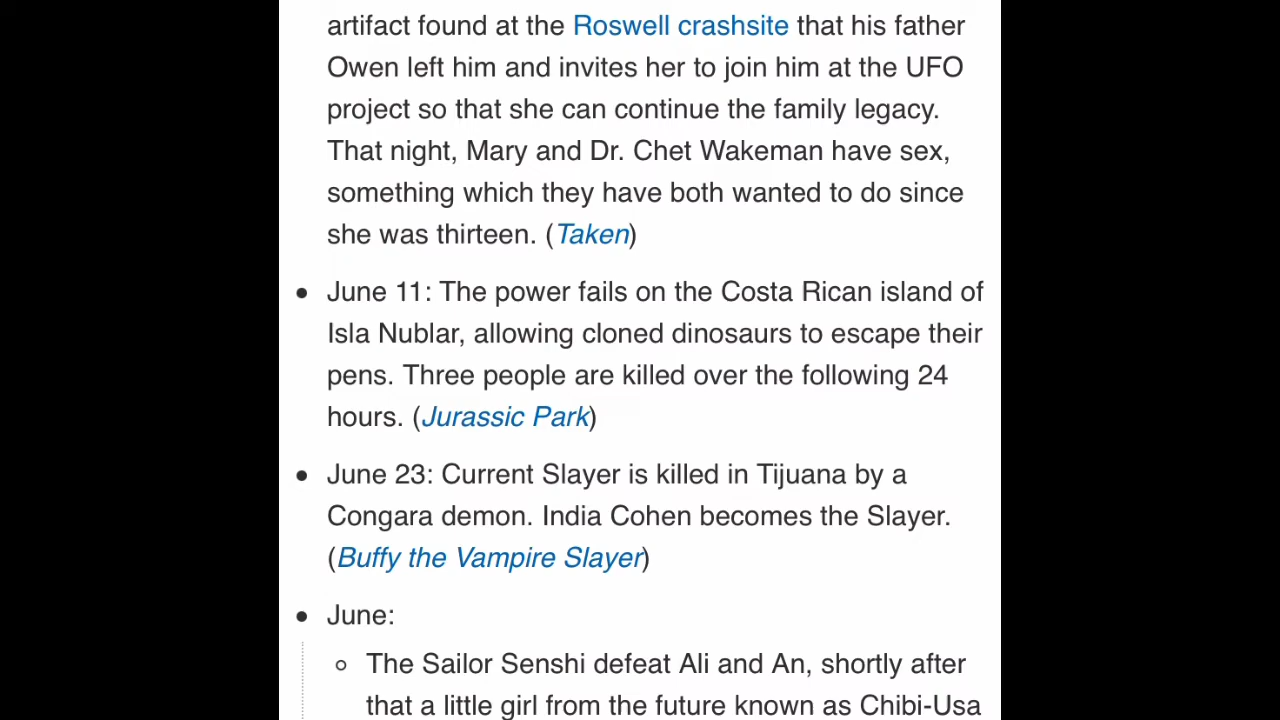 artifact found at the Roswell crashsite that his father
Owen left him and invites her to join him at the UFO
project so that she can continue the family legacy.
That night, Mary and Dr. Chet Wakeman have sex,
something which they have both wanted to do since
she was thirteen. (Taken)
• June 11: The power fails on the Costa Rican island of
Isla Nublar, allowing cloned dinosaurs to escape their
pens. Three people are killed over the following 24
hours. (Jurassic Park)
• June 23: Current Slayer is killed in Tijuana by a
Congara demon. India Cohen becomes the Slayer.
(Buffy the Vampire Slayer)
• June:
◦ The Sailor Senshi defeat Ali and An, shortly after
that a little girl from the future known as Chibi-Usa